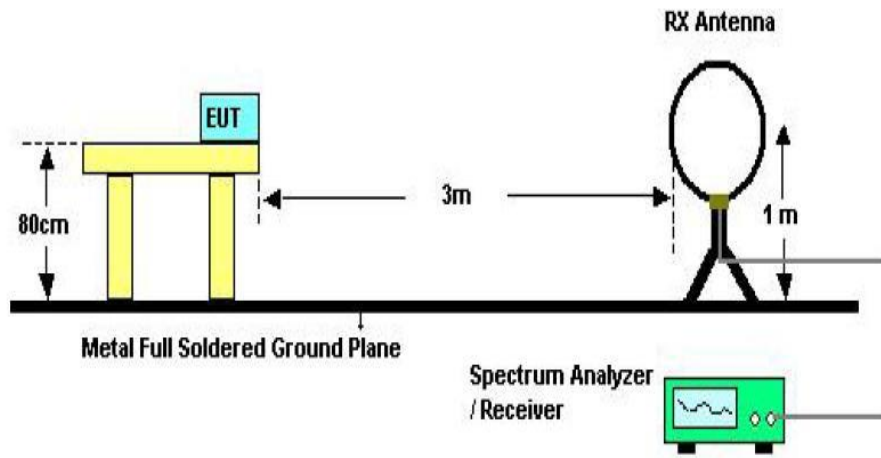 RX Antenna
EUT
3m
80cm
1 m
Metal Full Soldered Ground Plane
Spectrum Analyzer
/ Receiver